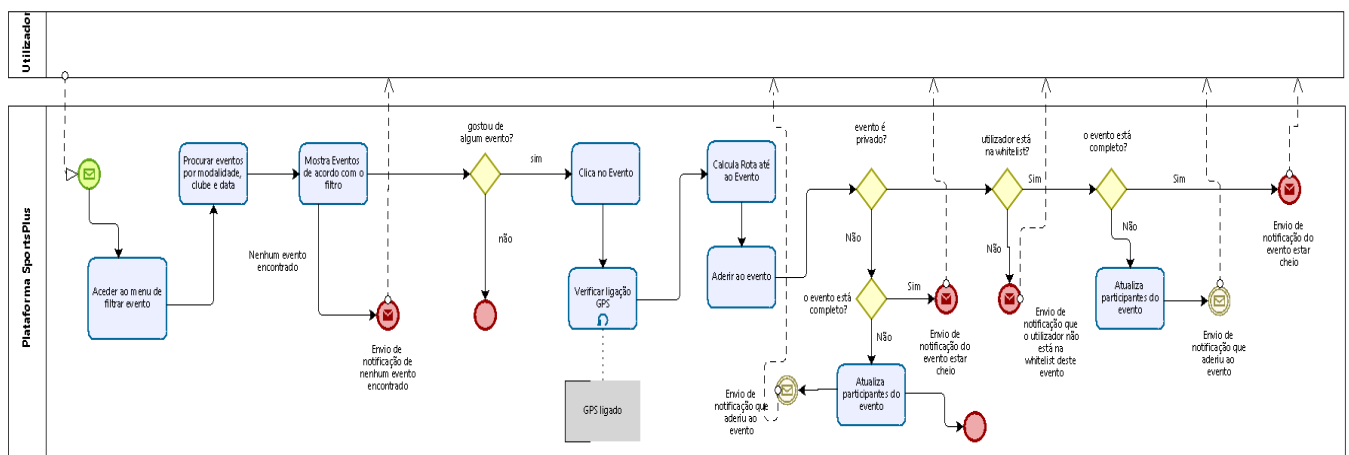 Utilizador
Plataforma SportsPlus
Aceder ao menu de
filtrar evento
Procurar eventos
por modalidade,
clube e data
Mostra Eventos
de acordo com o
filtro
Nenhum evento
encontrado
Envio de
notificação de
nenhum evento
encontrado
gostou de
algum evento?
sim
não
Clica no Evento
Verificar ligação
GPS
GPS ligado
Calcula Rota até
ao Evento
Aderir ao evento
evento é
privado?
Não
o evento está
completo?
Sim
Envio de
notificação do
evento estar
cheio
Não
Atualiza
participantes do
evento
Envio de
notificação que
aderiu ao
evento
utilizador está
na whitelist?
Sim
Não
Envio de
notificação que
o utilizador não
está na
whitelist deste
evento
o evento está
completo?
Sim
Não
Atualiza
participantes do
evento
Envio de
notificação que
aderiu ao
evento
Envio de
notificação do
evento estar
cheio